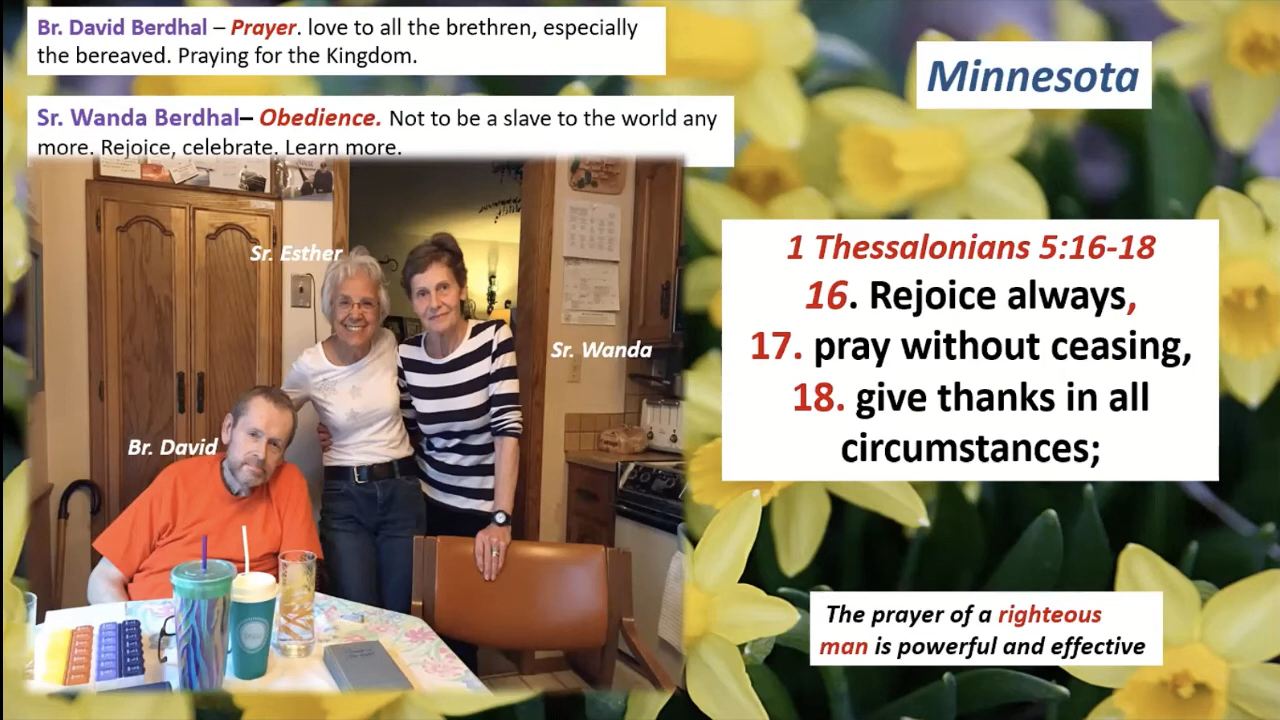 Br. David Berdhal – Prayer. love to all the brethren, especially
the bereaved. Praying for the Kingdom.
Sr. Wanda Berdhal– Obedience. Not to be a slave to the world any
more. Rejoice, celebrate. Learn more.
Minnesota
Sr. Esther
Sr. Wanda
Br. David
1 Thessalonians 5:16-18
16. Rejoice always,
17. pray without ceasing,
18. give thanks in all
circumstances;
The prayer of a righteous
man is powerful and effective